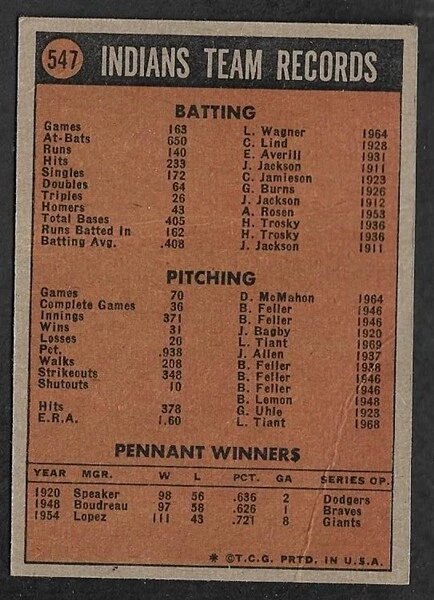 547 INDIANS TEAM RECORDS
BATTING
Games 163 L. Wagner 1964
At-Bats 650 C. Lind 1928
Runs 140 E. Averill 1931
Hits 233 J. Jackson 1911
Singles 172 C. Jamieson 1923
Doubles 64 G. Burns 1926
Triples 26 J. Jackson 1912
Homers 43 A. Rosen 1953
Total Bases 405 H. Trosky 1936
Runs Batted In 162 H. Trosky 1936
Batting Avg. .408 J. Jackson 1911
PITCHING
Games 70 D. McMahon 1964
Complete Games 36 B. Feller 1946
Innings 371 B. Feller 1946
Wins 31 J. Bagby 1920
Losses 20 L. Tiant 1969
Pct. .938 J. Allen 1937
Walks 208 B. Feller 1938
Strikeouts 348 B. Feller 1946
Shutouts 10 B. Feller 1946
B. Lemon 1948
Hits 378 G. Uhle 1923
E.R.A. 1.60 L. Tiant 1968
PENNANT WINNERS
YEAR MGR. W L PCT. GA SERIES OP.
1920 Speaker 98 56 .636 2 Dodgers
1948 Boudreau 97 58 .626 1 Braves
1954 Lopez 111 43 .721 8 Giants
* ©T.C.G. PRTD. IN U.S.A.